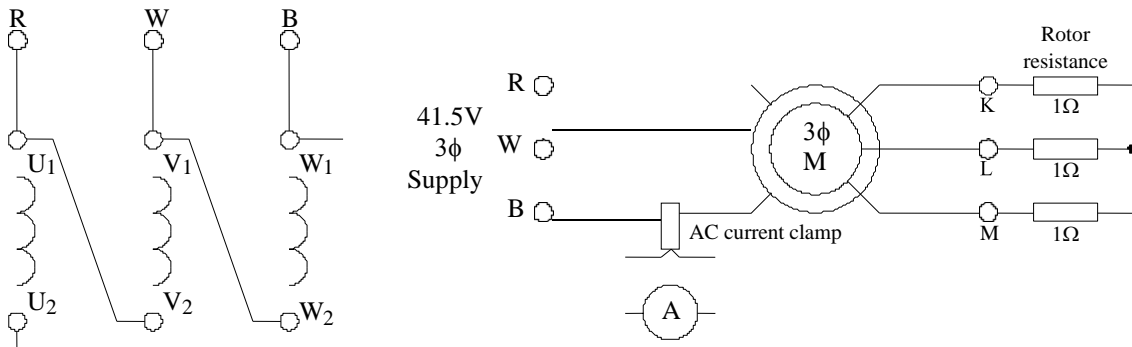 R W B
U1 V1 W1
U2 V2 W2
41.5V
3ϕ
Supply
R
W
B
3ϕ
M
AC current clamp
A
Rotor
resistance
K
1Ω
L
1Ω
M
1Ω